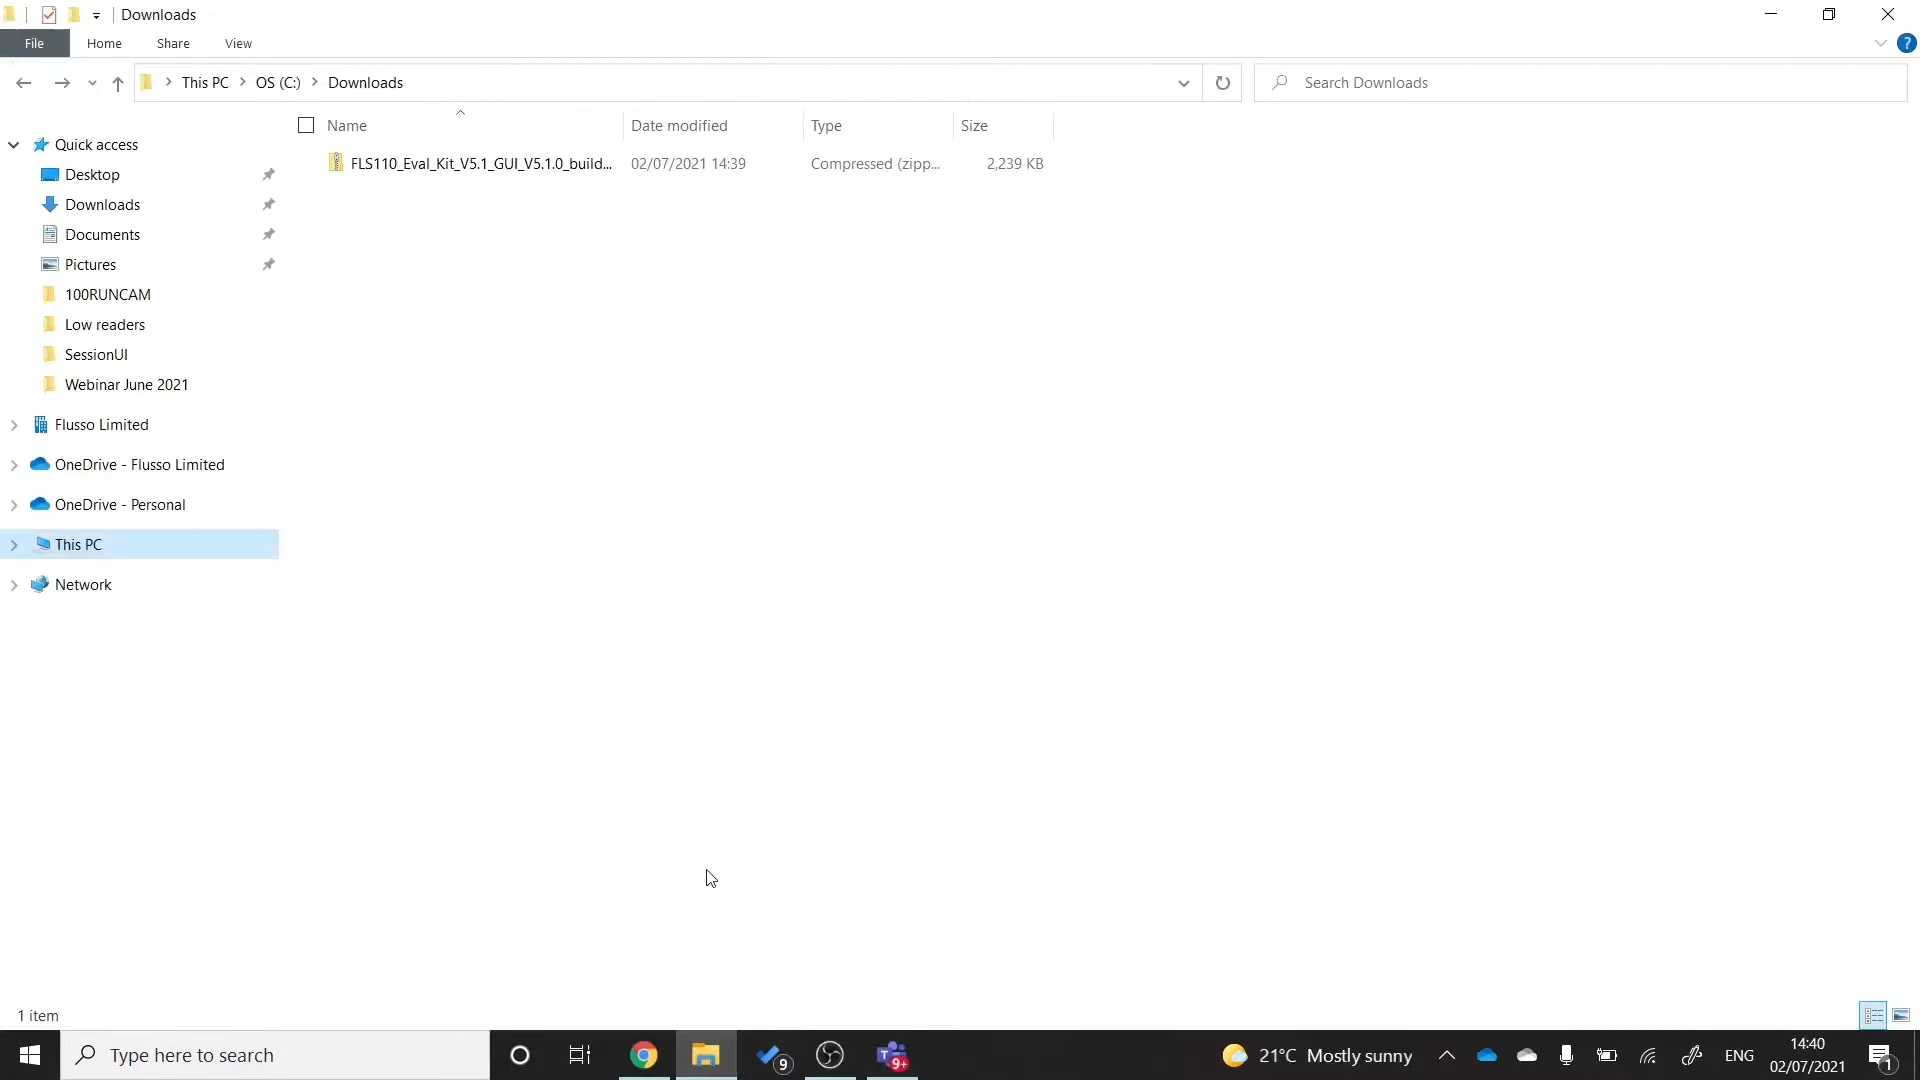 Downloads
File Home Share View
This PC OS (C:) Downloads
Search Downloads
Name Date modified Type Size
FLS110_Eval_Kit_V5.1_GUI_V5.1.0_build... 02/07/2021 14:39 Compressed (zipp... 2,239 KB
Quick access
Desktop
Downloads
Documents
Pictures
100RUNCAM
Low readers
SessionUI
Webinar June 2021
Flusso Limited
OneDrive - Flusso Limited
OneDrive - Personal
This PC
Network
1 item
Type here to search
9
9+
21°C Mostly sunny
ENG
14:40
02/07/2021
1